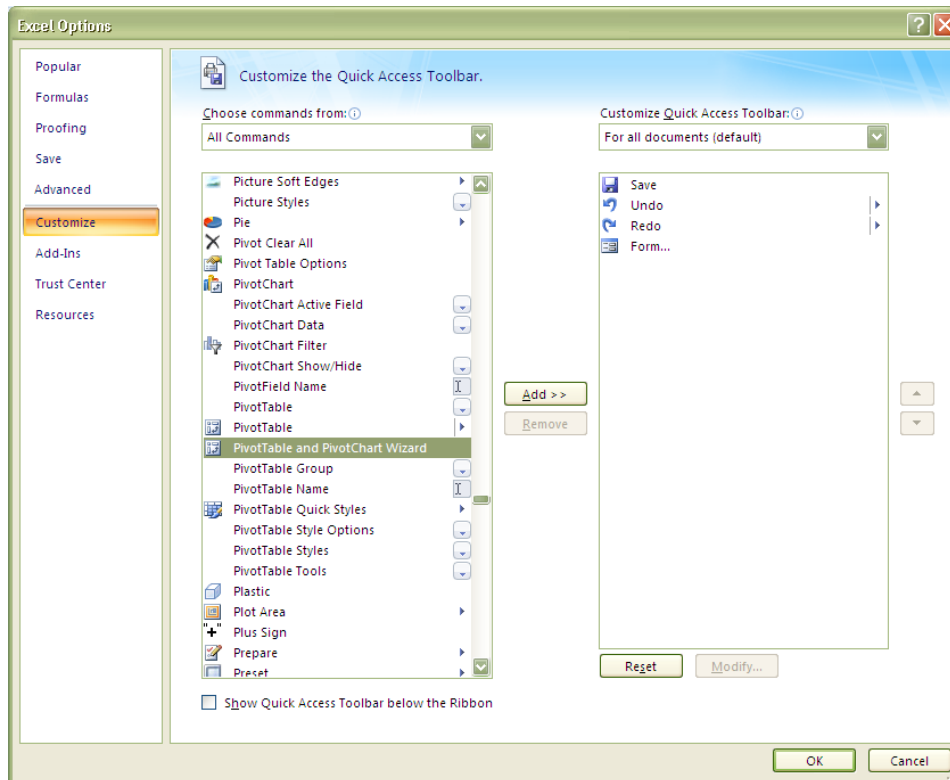 Excel Options
Popular
Formulas
Proofing
Save
Advanced
Customize
Add-Ins
Trust Center
Resources
Customize the Quick Access Toolbar.
Choose commands from:
All Commands
Picture Soft Edges
Picture Styles
Pie
Pivot Clear All
Pivot Table Options
PivotChart
PivotChart Active Field
PivotChart Data
PivotChart Filter
PivotChart Show/Hide
PivotField Name
PivotTable
PivotTable
PivotTable and PivotChart Wizard
PivotTable Group
PivotTable Name
PivotTable Quick Styles
PivotTable Style Options
PivotTable Styles
PivotTable Tools
Plastic
Plot Area
"+" Plus Sign
Prepare
Preset
Show Quick Access Toolbar below the Ribbon
Add >>
Remove
Customize Quick Access Toolbar:
For all documents (default)
Save
Undo
Redo
Form...
Reset Modify...
OK Cancel